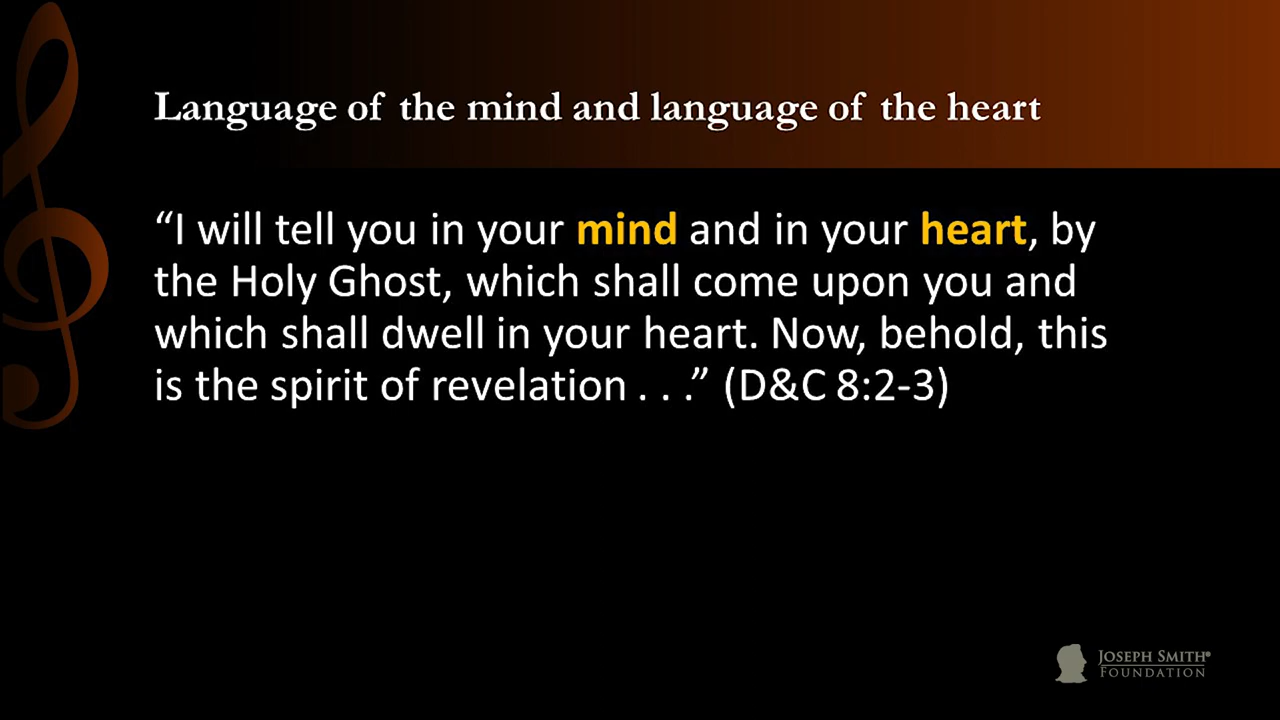 Language of the mind and language of the heart
“I will tell you in your mind and in your heart, by
the Holy Ghost, which shall come upon you and
which shall dwell in your heart. Now, behold, this
is the spirit of revelation . . .” (D&C 8:2-3)
JOSEPH SMITH®
FOUNDATION